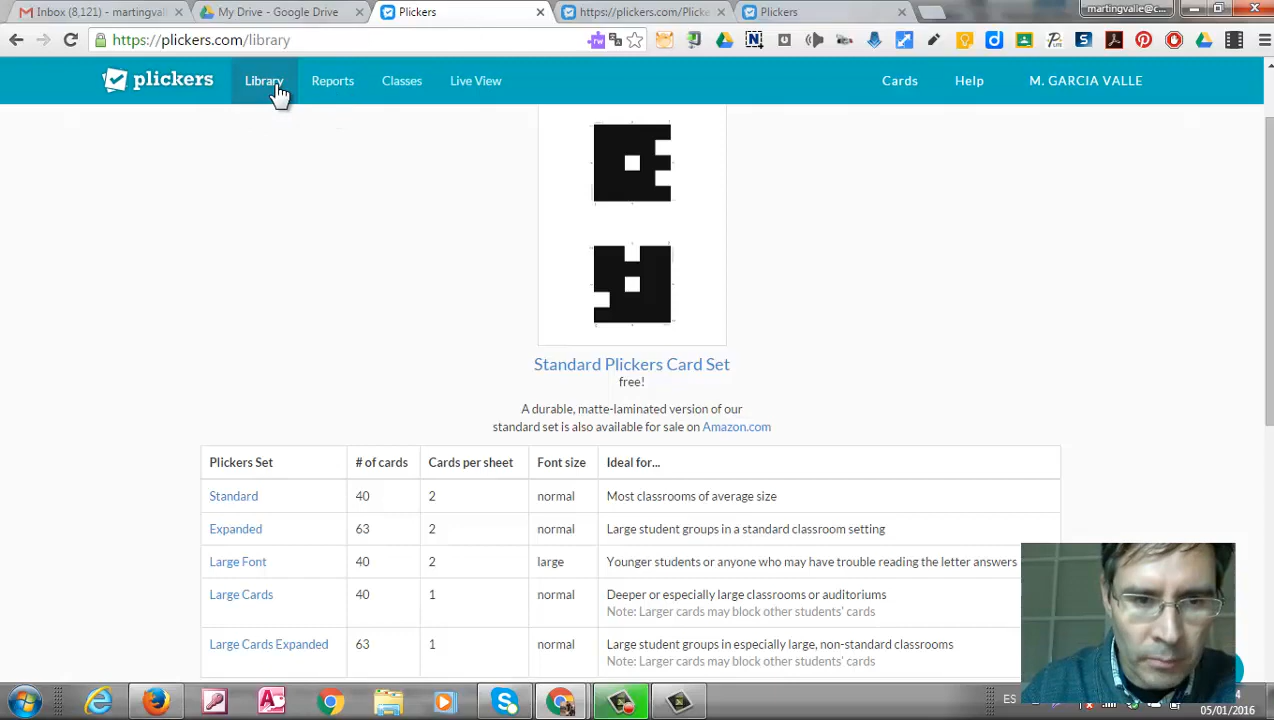 Inbox (8,121) - martingval
My Drive - Google Drive
Plickers
https://plickers.com/Plicke
Plickers
martingvalle@c...
https://plickers.com/library
plickers
Library
Reports
Classes
Live View
Cards
Help
M. GARCIA VALLE
Standard Plickers Card Set
free!
A durable, matte-laminated version of our
standard set is also available for sale on Amazon.com
Plickers Set # of cards Cards per sheet Font size Ideal for...
Standard 40 2 normal Most classrooms of average size
Expanded 63 2 normal Large student groups in a standard classroom setting
Large Font 40 2 large Younger students or anyone who may have trouble reading the letter answers
Large Cards 40 1 normal Deeper or especially large classrooms or auditoriums
Note: Larger cards may block other students' cards
Large Cards Expanded 63 1 normal Large student groups in especially large, non-standard classrooms
Note: Larger cards may block other students' cards
ES
05/01/2016